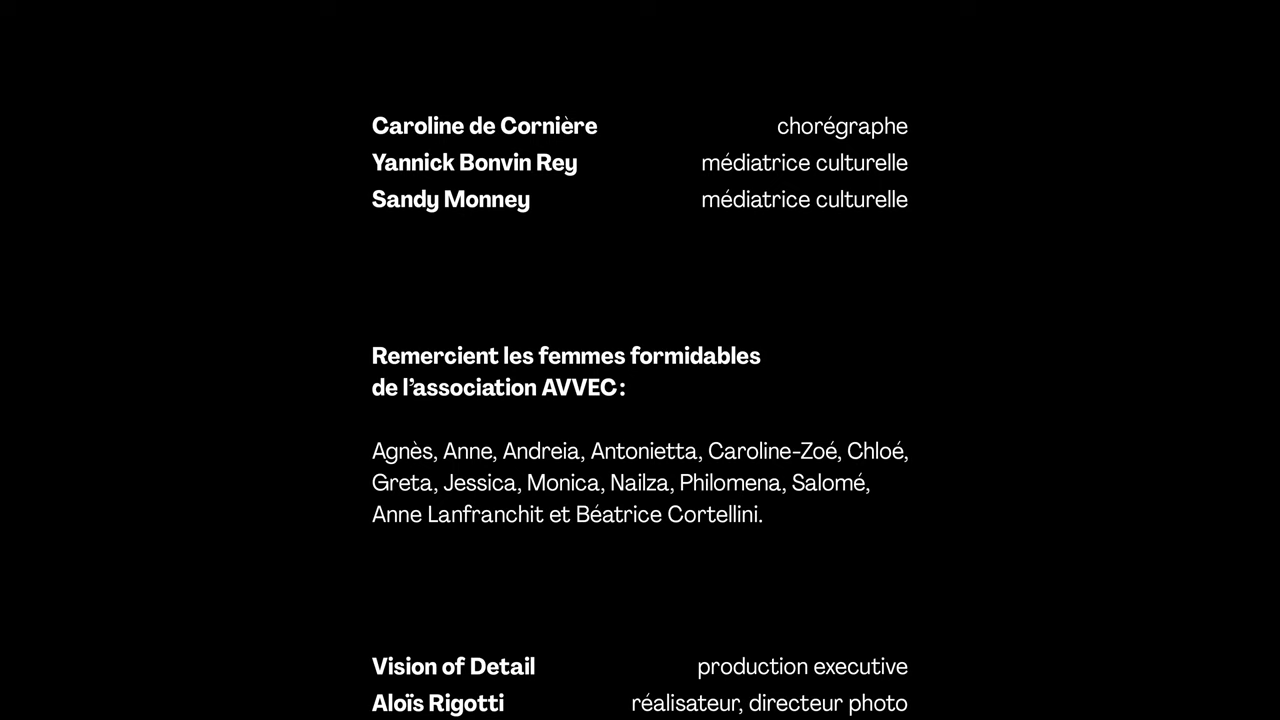 Caroline de Cornière chorégraphe
Yannick Bonvin Rey médiatrice culturelle
Sandy Monney médiatrice culturelle
Remercient les femmes formidables
de l’association AVVEC :
Agnès, Anne, Andreia, Antonietta, Caroline-Zoé, Chloé,
Greta, Jessica, Monica, Nailza, Philomena, Salomé,
Anne Lanfranchit et Béatrice Cortellini.
Vision of Detail production executive
Aloïs Rigotti réalisateur, directeur photo